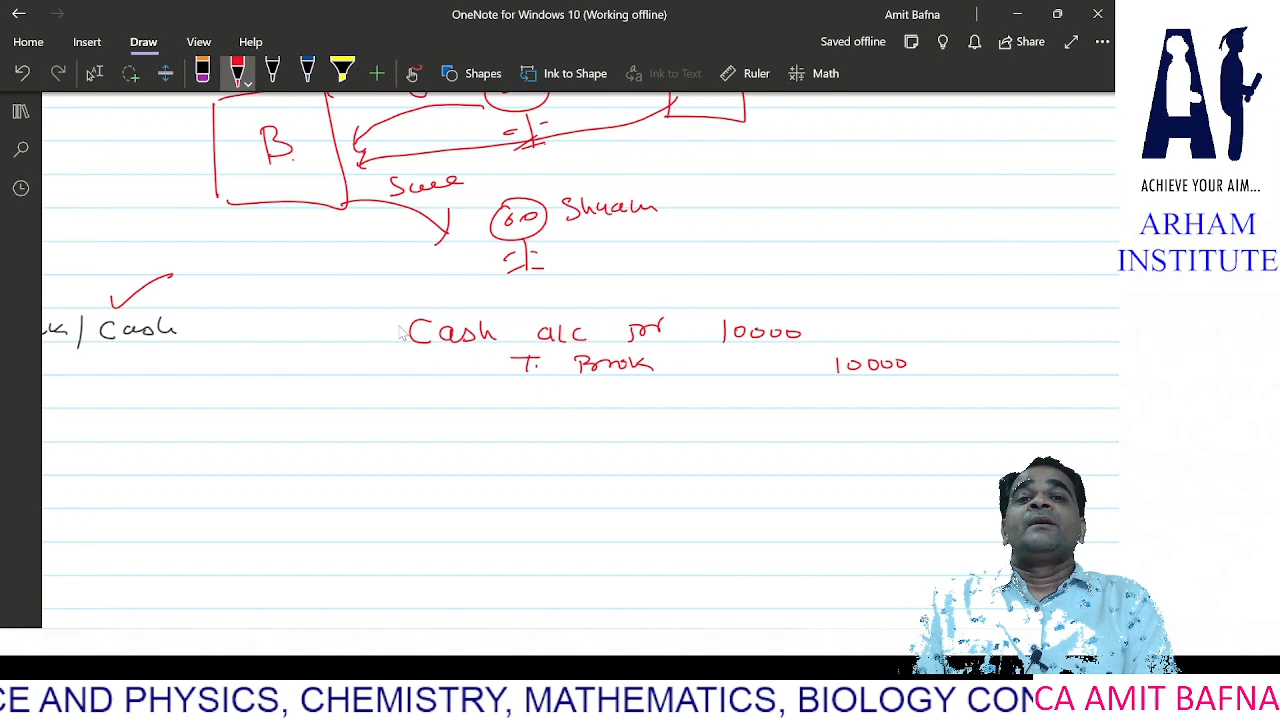 OneNote for Windows 10 (Working offline)
Amit Bafna
Home Insert Draw View Help
Saved offline
Share
Shapes
Ink to Shape
Ink to Text
Ruler
Math
B.
Shyam
/ Cash
Cash a/c Dr 10000
T. Brok 10000
AI
ACHIEVE YOUR AIM...
ARHAM
INSTITUTE
CE AND PHYSICS, CHEMISTRY, MATHEMATICS, BIOLOGY CON
CA AMIT BAFNA